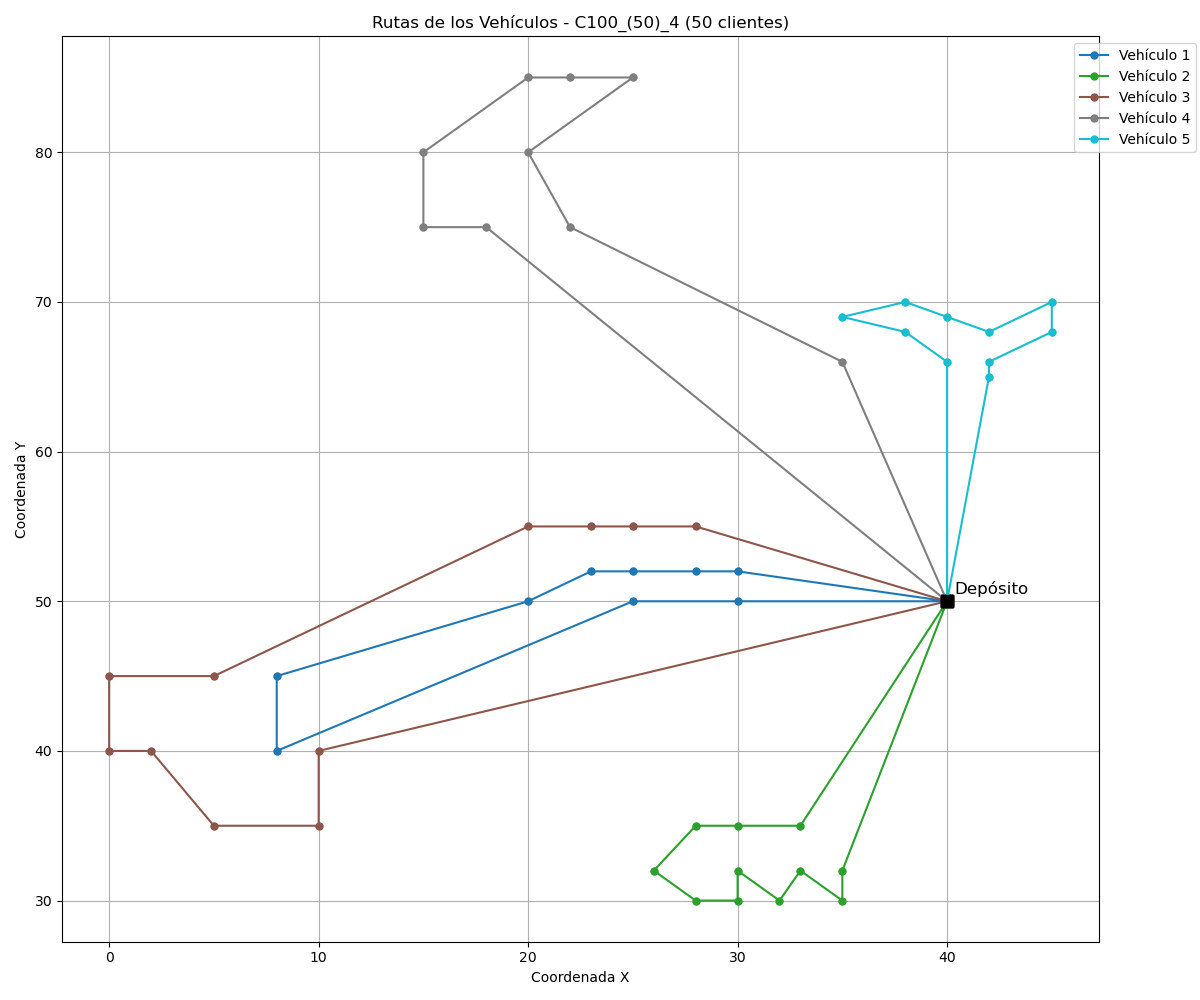 Rutas de los Vehículos - C100_(50)_4 (50 clientes)
Vehículo 1
Vehículo 2
Vehículo 3
Vehículo 4
Vehículo 5
80
70
60
50
40
30
Coordenada Y
Depósito
0
10
20
30
40
Coordenada X